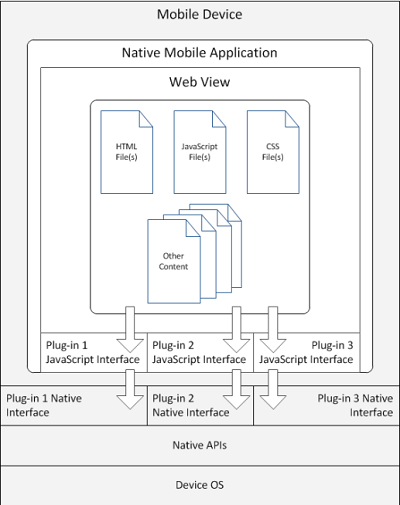 Mobile Device
Native Mobile Application
Web View
HTML
File(s)
JavaScript
File(s)
CSS
File(s)
Other
Content
Plug-in 1
JavaScript Interface
Plug-in 2
JavaScript Interface
Plug-in 3
JavaScript Interface
Plug-in 1 Native
Interface
Plug-in 2
Native Interface
Plug-in 3 Native
Interface
Native APIs
Device OS